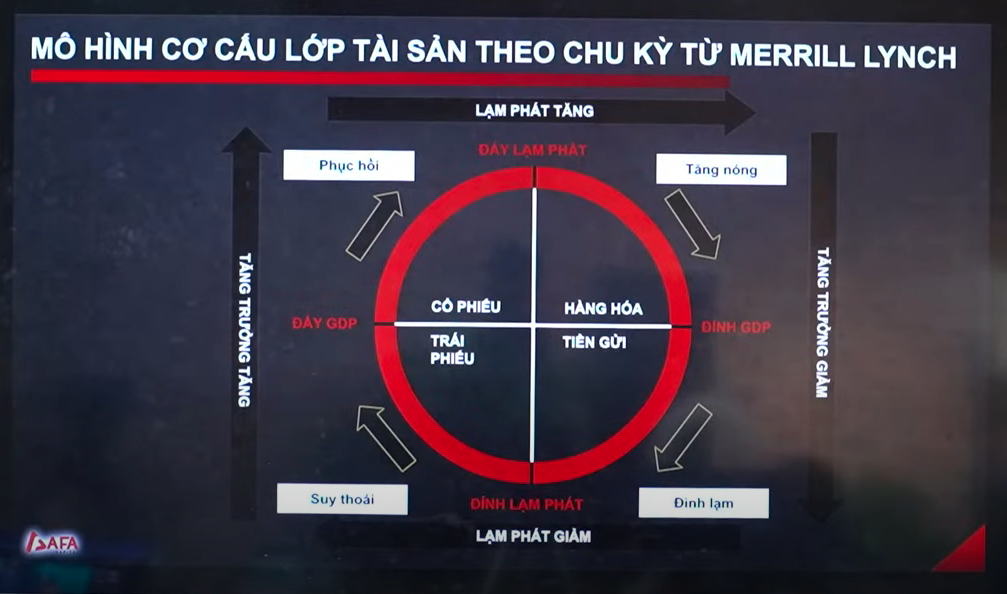 MÔ HÌNH CƠ CẤU LỚP TÀI SẢN THEO CHU KỲ TỪ MERRILL LYNCH
LẠM PHÁT TĂNG
ĐÁY LẠM PHÁT
Phục hồi
Tăng nóng
TĂNG TRƯỞNG TĂNG
TĂNG TRƯỞNG GIẢM
CỔ PHIẾU
HÀNG HÓA
ĐÁY GDP
ĐỈNH GDP
TRÁI
PHIẾU
TIỀN GỬI
Suy thoái
ĐỈNH LẠM PHÁT
Đình lạm
LẠM PHÁT GIẢM
AFA